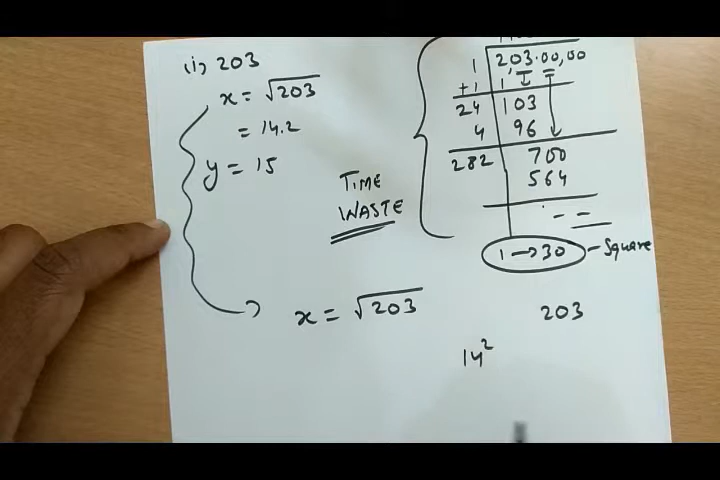 (i) 203
x = √203
= 14.2
y = 15
TIME
WASTE
1 203.00,00
+1 1
24 103
4 96
282 700
564
- -
1 → 30 - Square
x = √203 203
14²